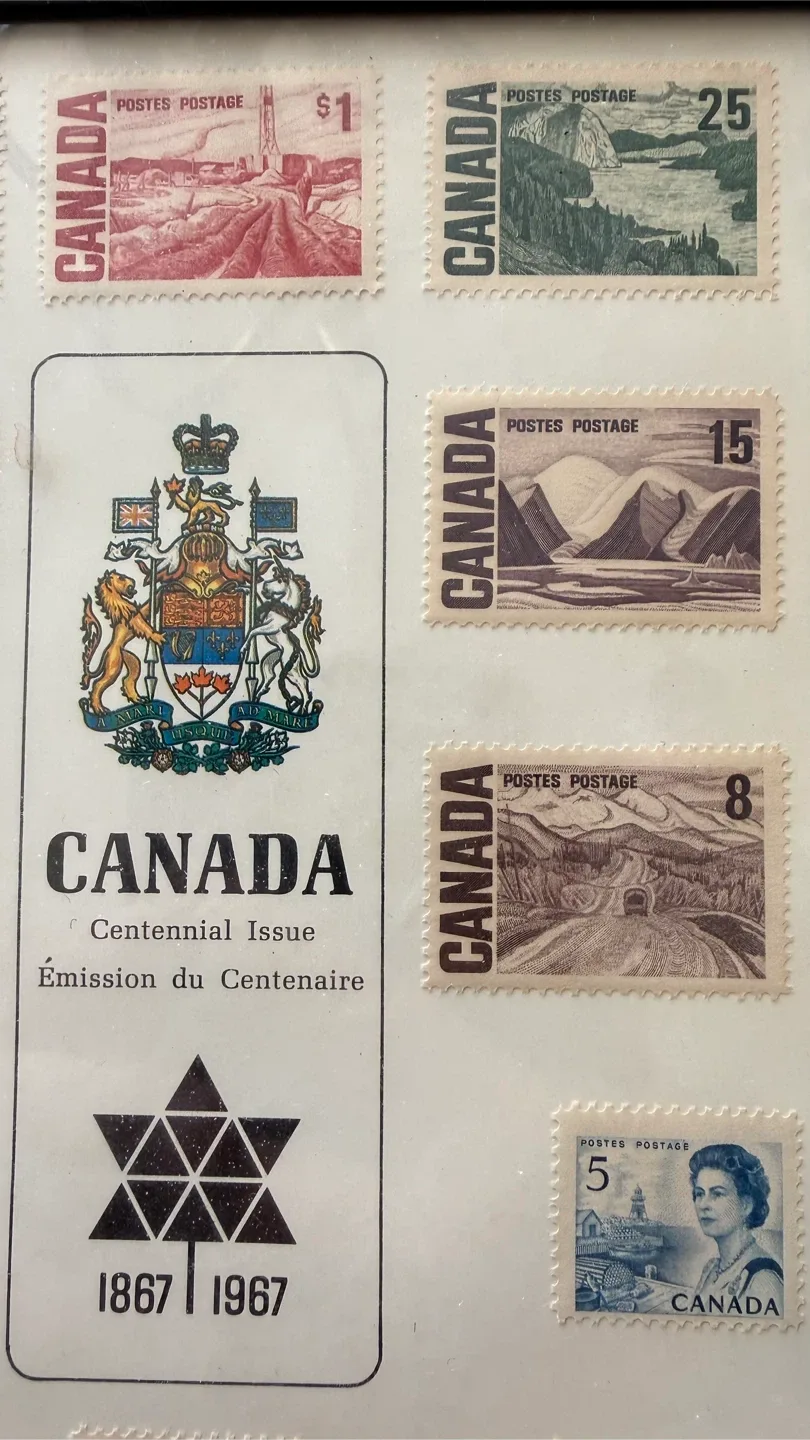 CANADA
POSTES POSTAGE
$1
CANADA
POSTES POSTAGE
25
A MARI
USQUE
AD MARE
CANADA
Centennial Issue
Émission du Centenaire
1867 1967
CANADA
POSTES POSTAGE
15
CANADA
POSTES POSTAGE
8
POSTES POSTAGE
5
CANADA